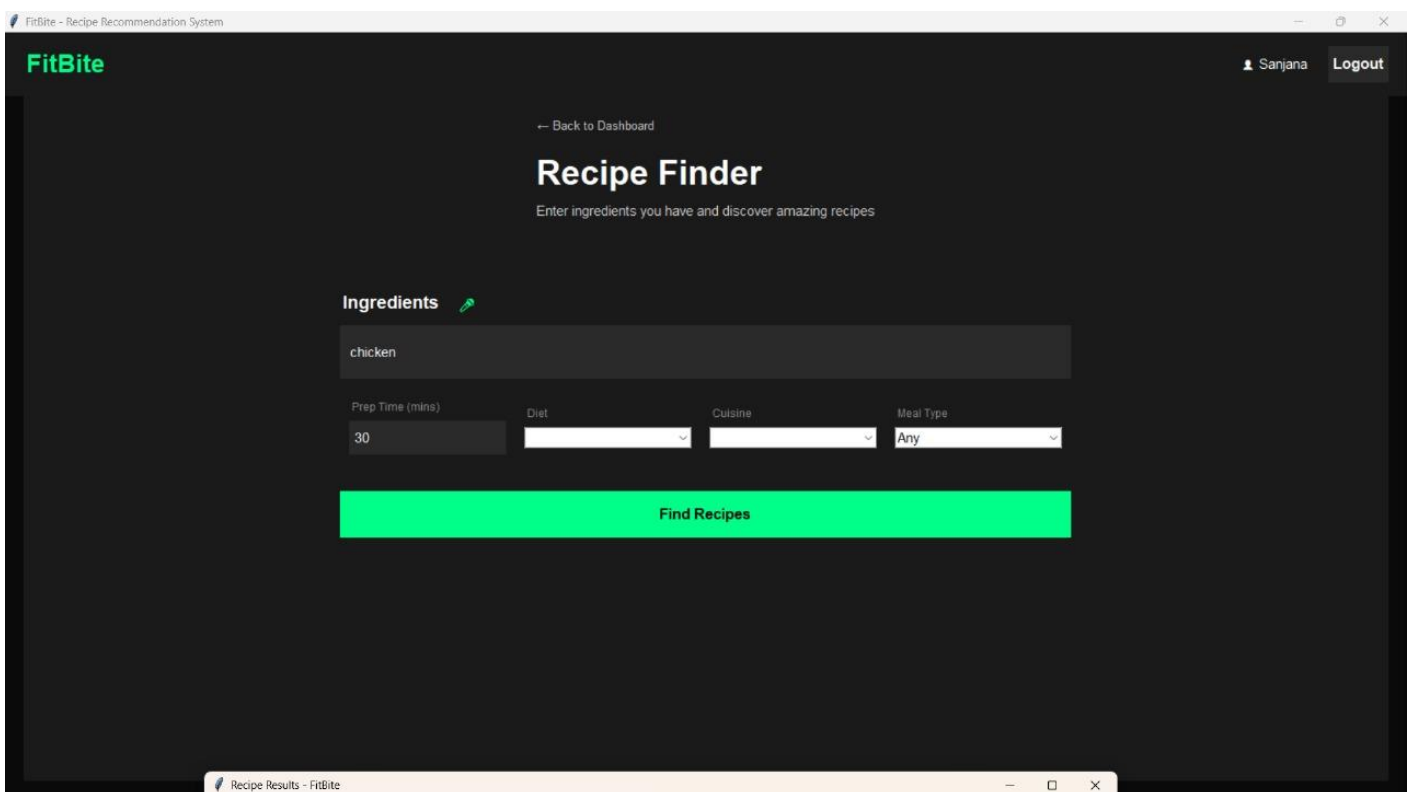 FitBite - Recipe Recommendation System
FitBite
Sanjana
Logout
← Back to Dashboard
Recipe Finder
Enter ingredients you have and discover amazing recipes
Ingredients
chicken
Prep Time (mins) Diet Cuisine Meal Type
30 Any
Find Recipes
Recipe Results - FitBite